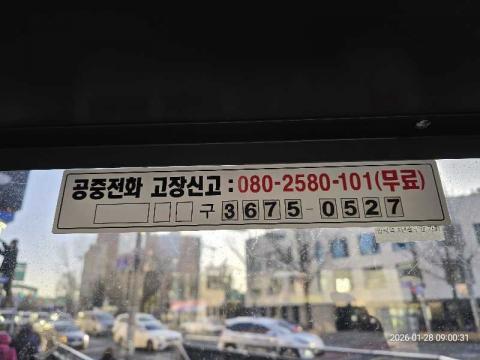 공중전화 고장신고 : 080-2580-101(무료)
구 3675-0527
2026-01-28 09:00:31